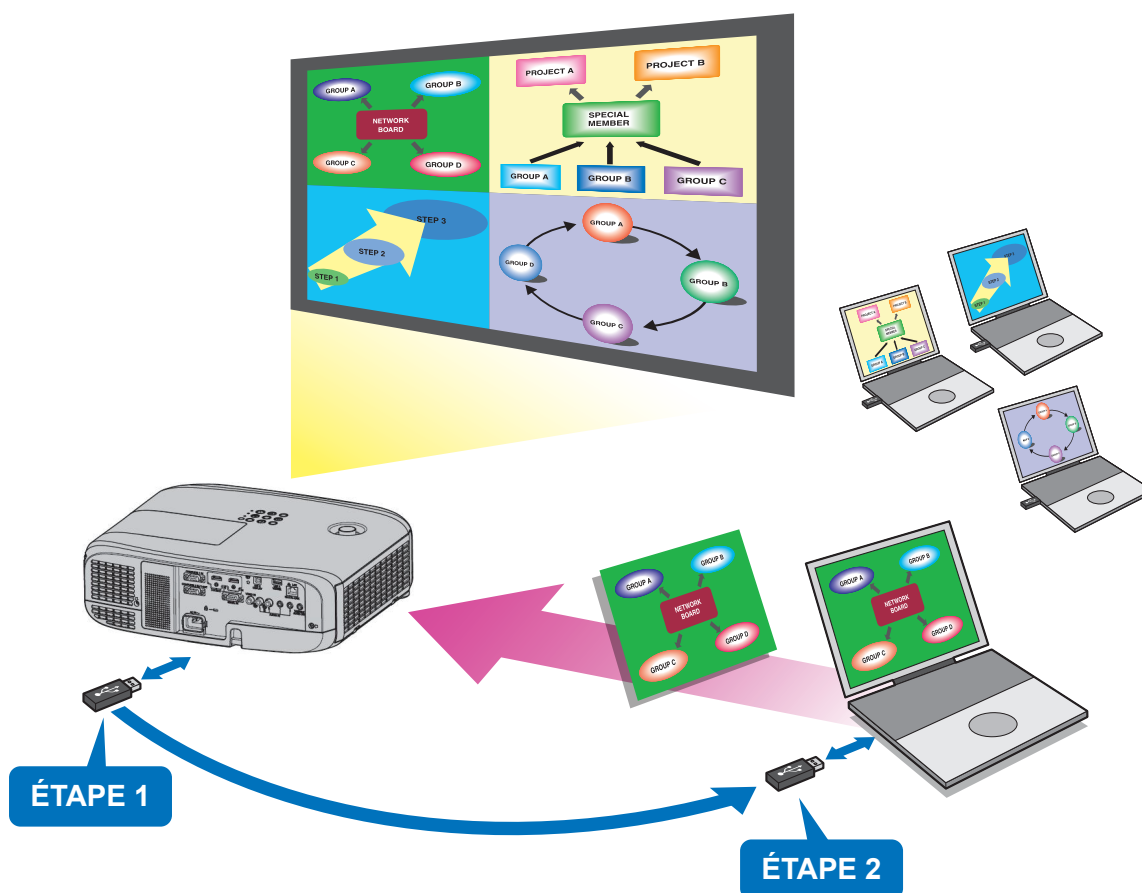 PROJECT A
PROJECT B
GROUP A
GROUP B
NETWORK
BOARD
GROUP C
GROUP D
SPECIAL
MEMBER
GROUP A
GROUP B
GROUP C
STEP 3
STEP 2
STEP 1
GROUP A
GROUP B
GROUP C
GROUP D
GROUP A
GROUP B
NETWORK
BOARD
GROUP C
GROUP D
GROUP A
GROUP B
NETWORK
BOARD
GROUP C
GROUP D
ÉTAPE 1
ÉTAPE 2